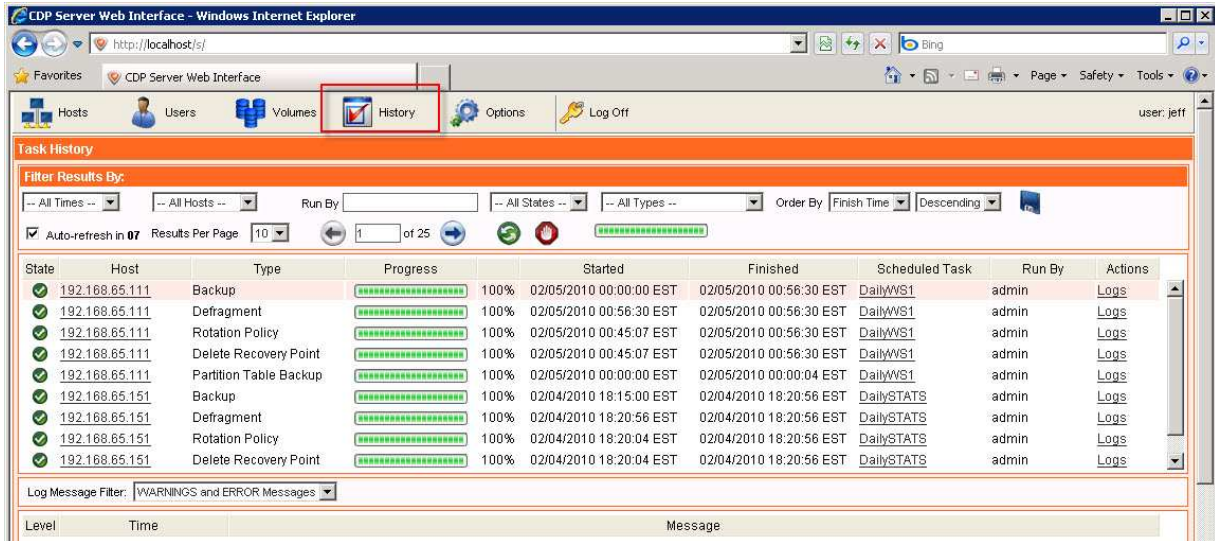 CDP Server Web Interface - Windows Internet Explorer
http://localhost/s/
Bing
Favorites CDP Server Web Interface Page Safety Tools
Hosts Users Volumes History Options Log Off user: jeff
Task History
Filter Results By:
-- All Times -- -- All Hosts -- Run By -- All States -- -- All Types -- Order By Finish Time Descending
Auto-refresh in 07 Results Per Page 10 1 of 25
State Host Type Progress Started Finished Scheduled Task Run By Actions
192.168.65.111 Backup 100% 02/05/2010 00:00:00 EST 02/05/2010 00:56:30 EST DailyWS1 admin Logs
192.168.65.111 Defragment 100% 02/05/2010 00:56:30 EST 02/05/2010 00:56:30 EST DailyWS1 admin Logs
192.168.65.111 Rotation Policy 100% 02/05/2010 00:45:07 EST 02/05/2010 00:56:30 EST DailyWS1 admin Logs
192.168.65.111 Delete Recovery Point 100% 02/05/2010 00:45:07 EST 02/05/2010 00:56:30 EST DailyWS1 admin Logs
192.168.65.111 Partition Table Backup 100% 02/05/2010 00:00:00 EST 02/05/2010 00:00:04 EST DailyWS1 admin Logs
192.168.65.151 Backup 100% 02/04/2010 18:15:00 EST 02/04/2010 18:20:56 EST DailySTATS admin Logs
192.168.65.151 Defragment 100% 02/04/2010 18:20:56 EST 02/04/2010 18:20:56 EST DailySTATS admin Logs
192.168.65.151 Rotation Policy 100% 02/04/2010 18:20:04 EST 02/04/2010 18:20:56 EST DailySTATS admin Logs
192.168.65.151 Delete Recovery Point 100% 02/04/2010 18:20:04 EST 02/04/2010 18:20:56 EST DailySTATS admin Logs
Log Message Filter: WARNINGS and ERROR Messages
Level Time Message